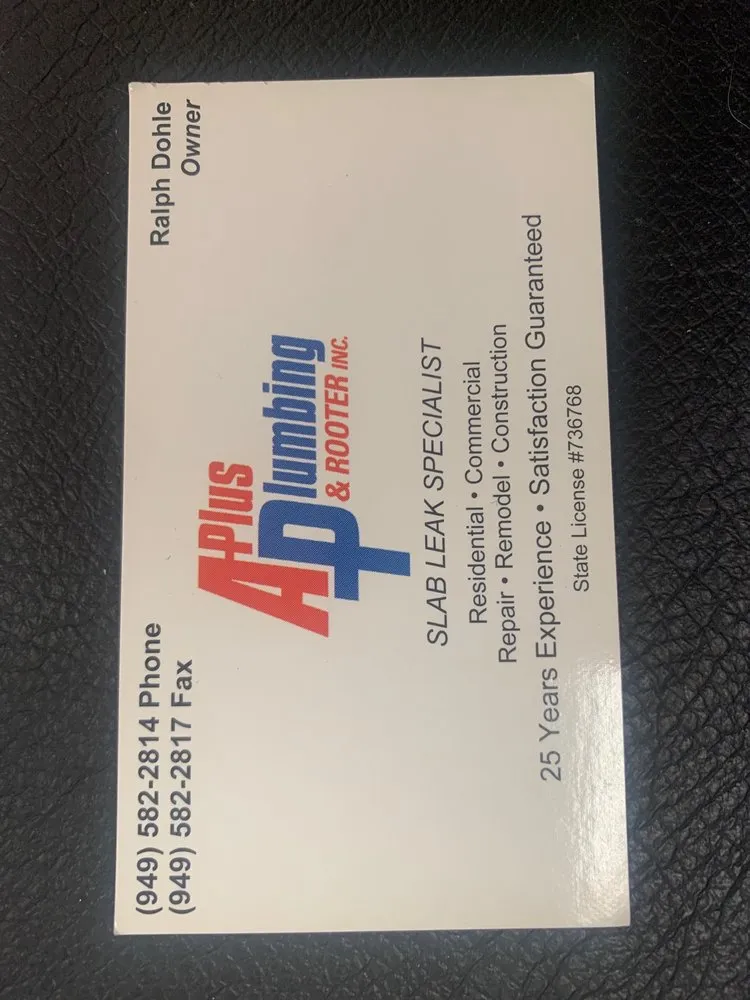 (949) 582-2814 Phone
(949) 582-2817 Fax
Ralph Dohle
Owner
APlus
Plumbing
& ROOTER INC.
SLAB LEAK SPECIALIST
Residential • Commercial
Repair • Remodel • Construction
25 Years Experience • Satisfaction Guaranteed
State License #736768